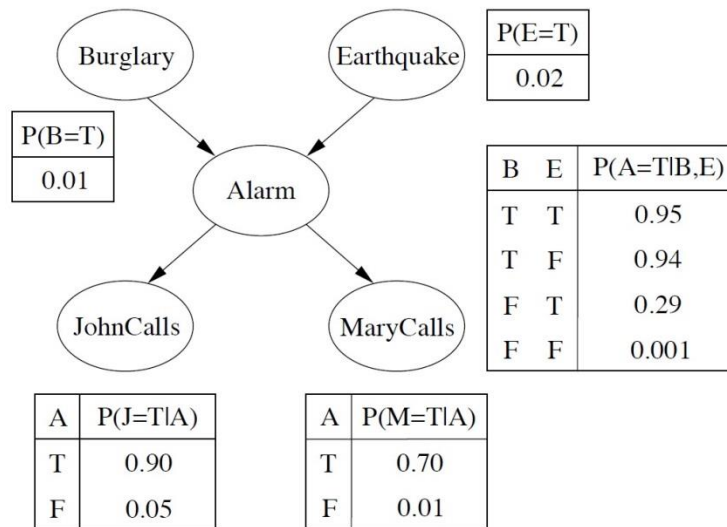 Burglary
Earthquake
P(E=T)
0.02
P(B=T)
0.01
Alarm
B E P(A=T|B,E)
T T 0.95
T F 0.94
F T 0.29
F F 0.001
JohnCalls
MaryCalls
A P(J=T|A)
T 0.90
F 0.05
A P(M=T|A)
T 0.70
F 0.01